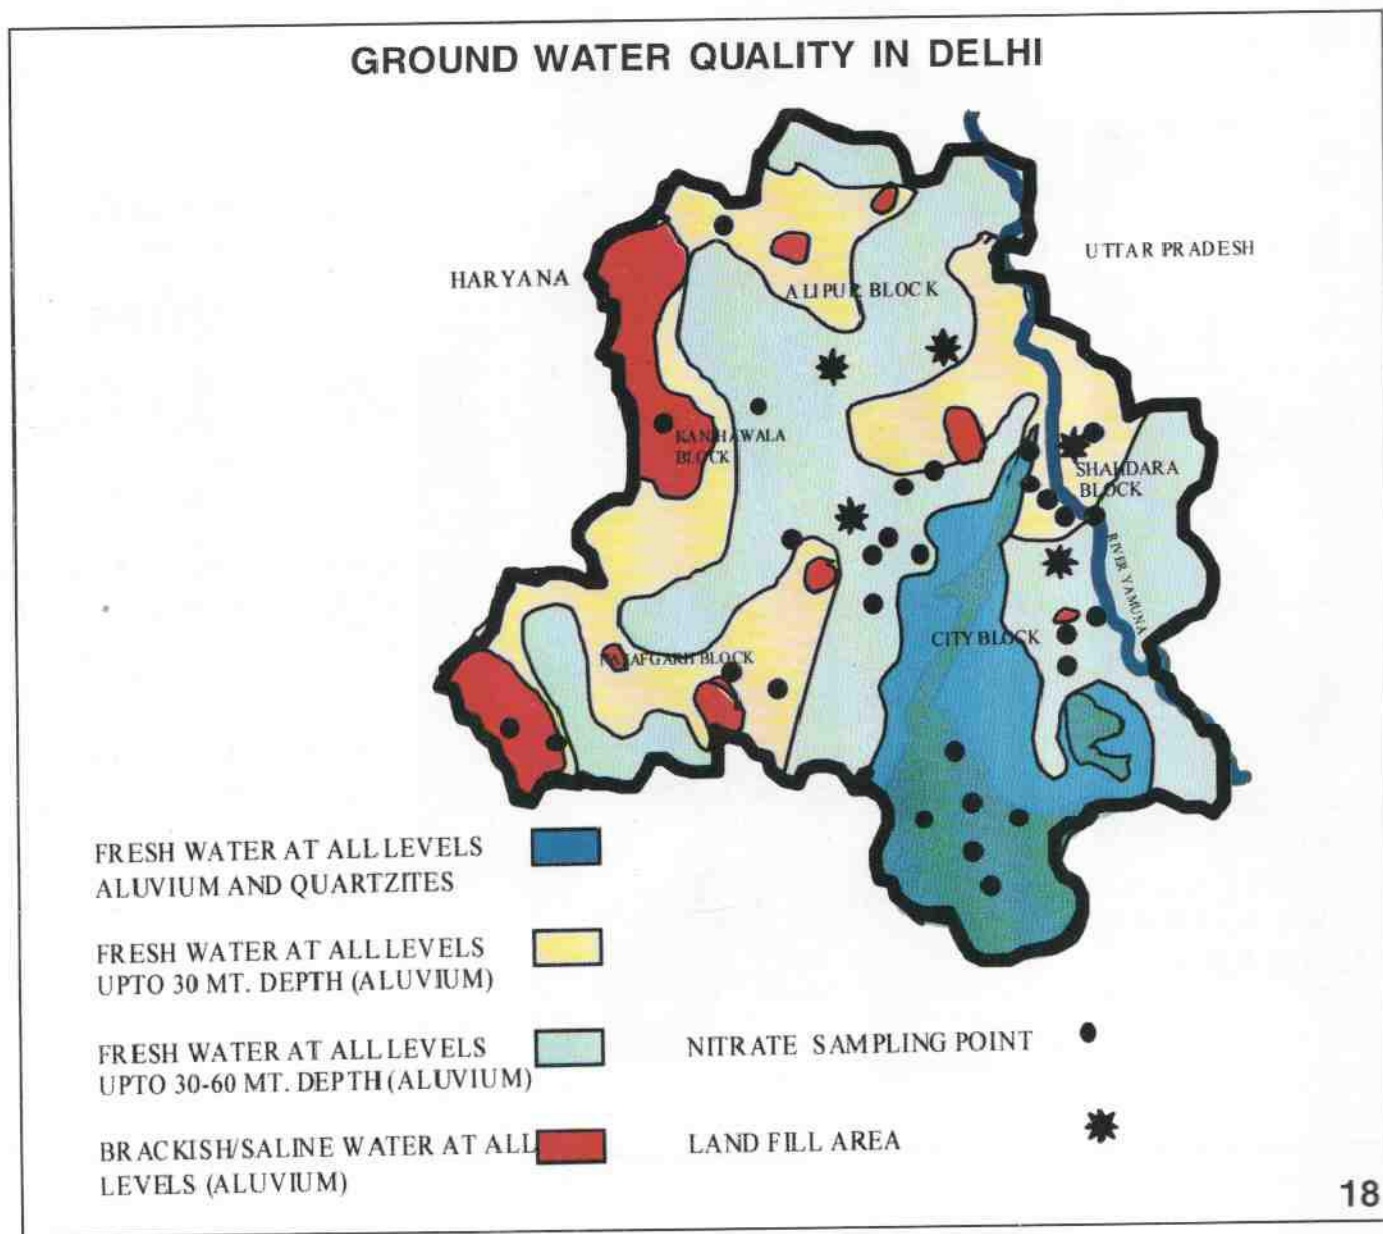 GROUND WATER QUALITY IN DELHI
HARYANA
UTTAR PRADESH
ALIPUR BLOCK
KANJHAWALA
BLOCK
SHAHDARA
BLOCK
RIVER YAMUNA
CITY BLOCK
NAJAFGARH BLOCK
FRESH WATER AT ALL LEVELS
ALUVIUM AND QUARTZITES
FRESH WATER AT ALL LEVELS
UPTO 30 MT. DEPTH (ALUVIUM)
FRESH WATER AT ALL LEVELS
UPTO 30-60 MT. DEPTH (ALUVIUM)
BRACKISH/SALINE WATER AT ALL
LEVELS (ALUVIUM)
NITRATE SAMPLING POINT
LAND FILL AREA
18